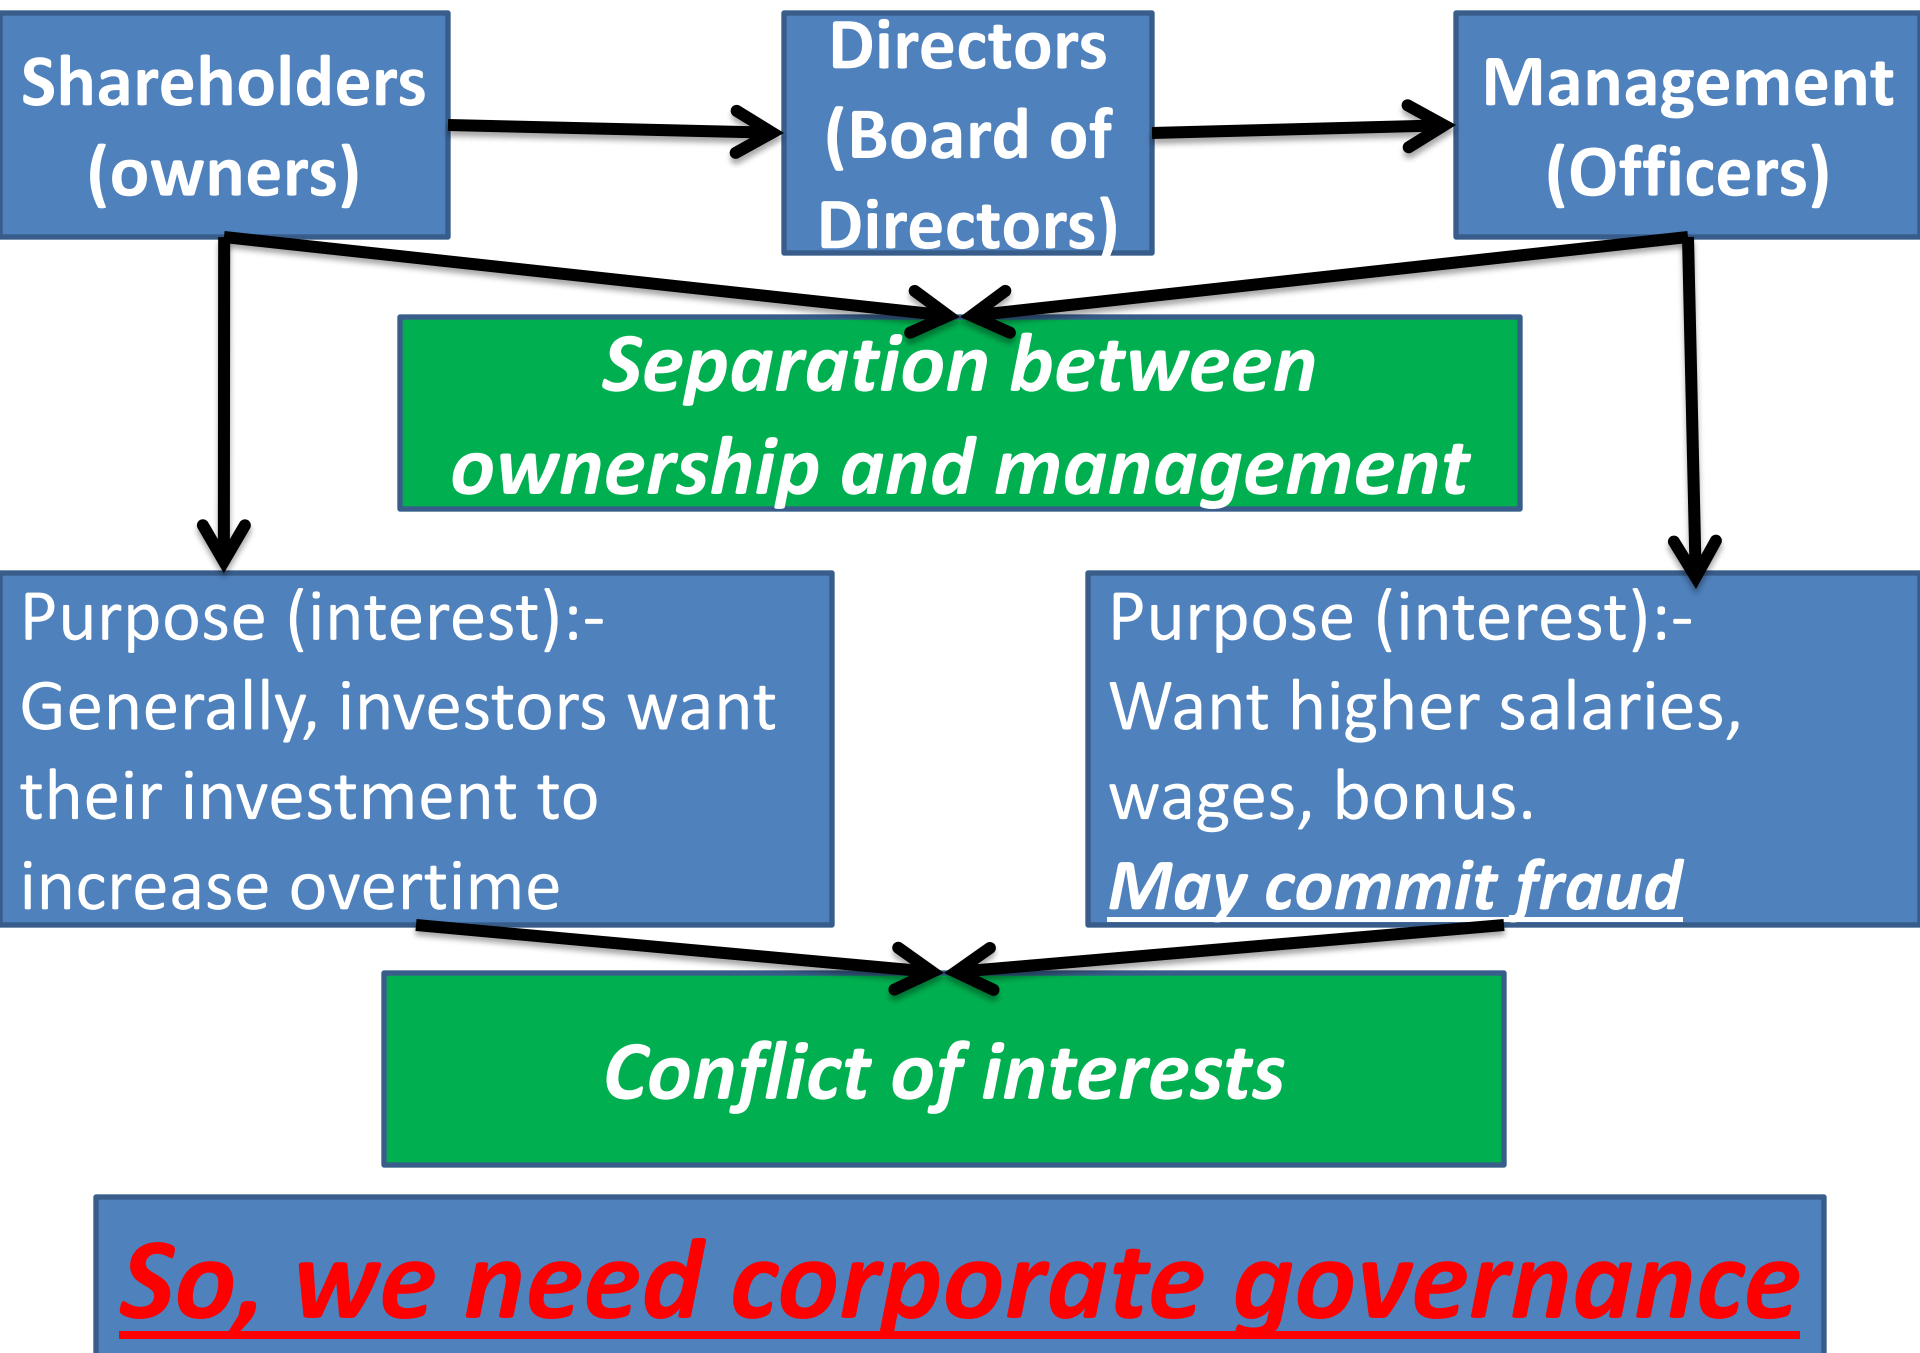 Shareholders
(owners)
Directors
(Board of
Directors)
Management
(Officers)
Separation between
ownership and management
Purpose (interest):-
Generally, investors want
their investment to
increase overtime
Purpose (interest):-
Want higher salaries,
wages, bonus.
May commit fraud
Conflict of interests
So, we need corporate governance